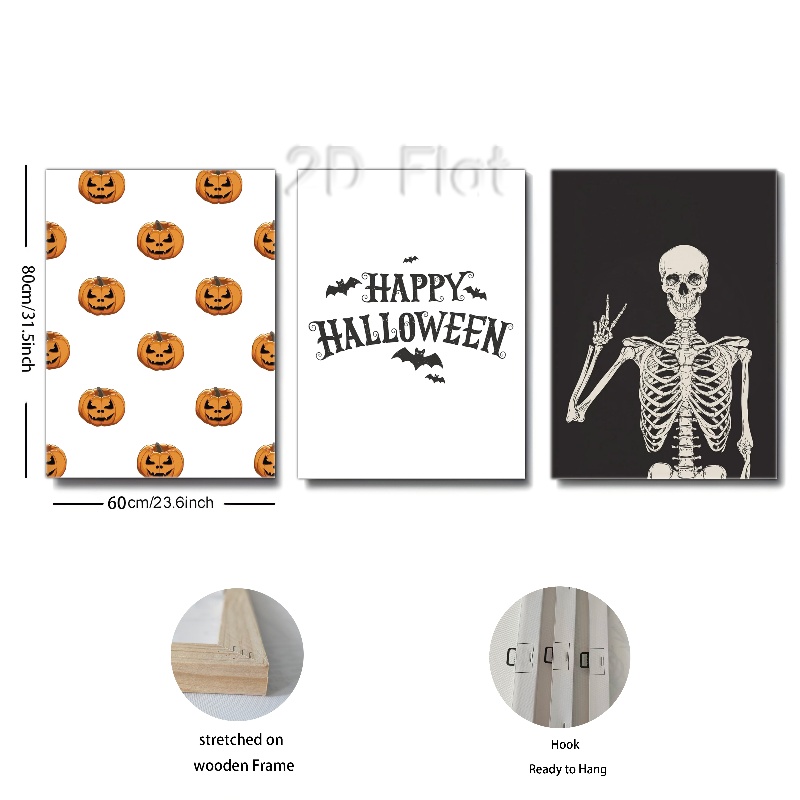 2D Flat
80cm/31.5inch
HAPPY
HALLOWEEN
60cm/23.6inch
stretched on
wooden Frame
Hook
Ready to Hang